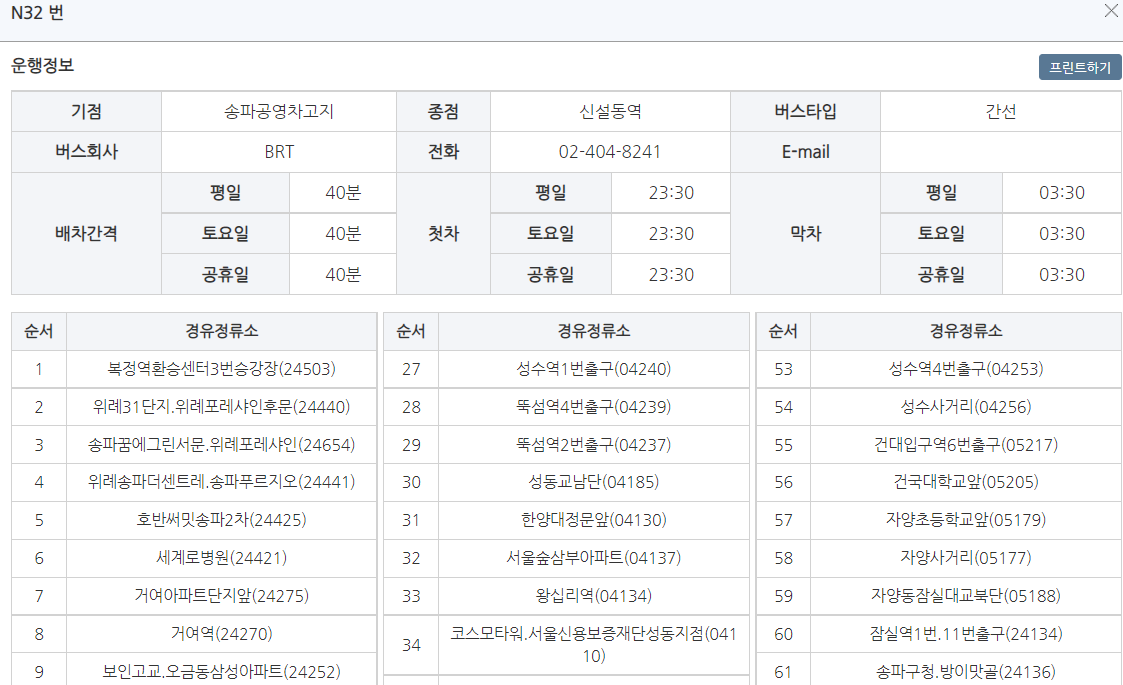 N32 번
운행정보
프린트하기
기점 송파공영차고지 종점 신설동역 버스타입 간선
버스회사 BRT 전화 02-404-8241 E-mail
배차간격 평일 40분 첫차 평일 23:30 막차 평일 03:30
토요일 40분 토요일 23:30 토요일 03:30
공휴일 40분 공휴일 23:30 공휴일 03:30
순서 경유정류소
1 복정역환승센터3번승강장(24503)
2 위례31단지.위례포레샤인후문(24440)
3 송파꿈에그린서문.위례포레샤인(24654)
4 위례송파더센트레.송파푸르지오(24441)
5 호반써밋송파2차(24425)
6 세계로병원(24421)
7 거여아파트단지앞(24275)
8 거여역(24270)
9 보인고교.오금동삼성아파트(24252)
순서 경유정류소
27 성수역1번출구(04240)
28 뚝섬역4번출구(04239)
29 뚝섬역2번출구(04237)
30 성동교남단(04185)
31 한양대정문앞(04130)
32 서울숲삼부아파트(04137)
33 왕십리역(04134)
34 코스모타워.서울신용보증재단성동지점(041
10)
순서 경유정류소
53 성수역4번출구(04253)
54 성수사거리(04256)
55 건대입구역6번출구(05217)
56 건국대학교앞(05205)
57 자양초등학교앞(05179)
58 자양사거리(05177)
59 자양동잠실대교북단(05188)
60 잠실역1번.11번출구(24134)
61 송파구청.방이맛골(24136)